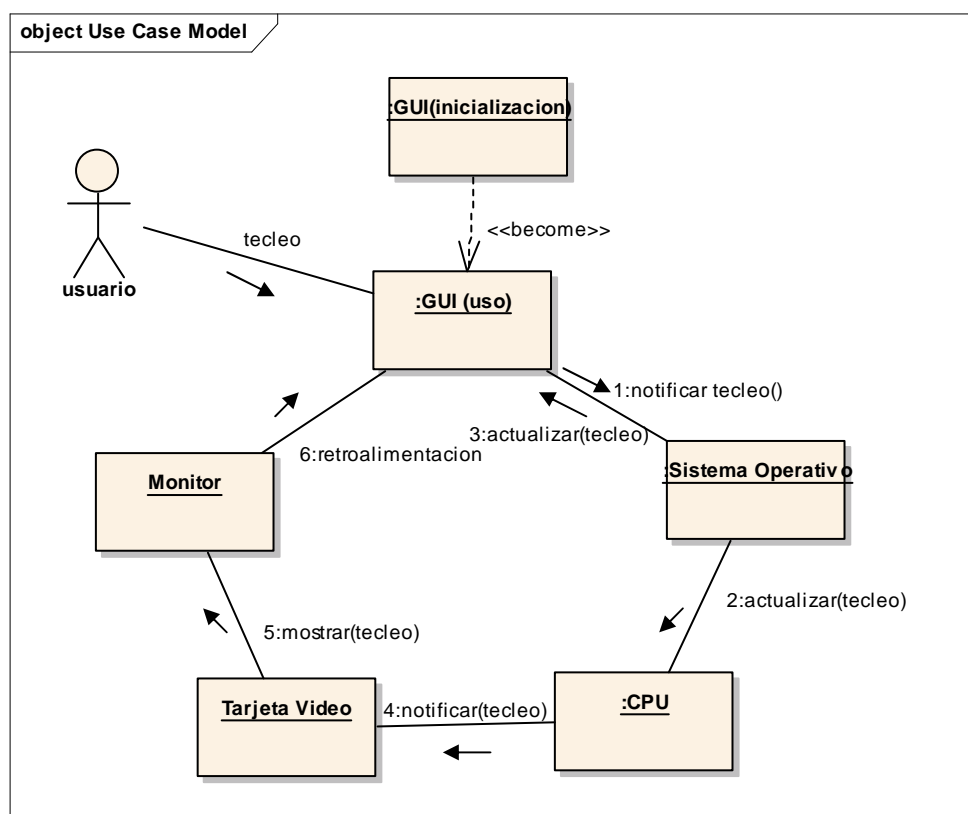 object Use Case Model
:GUI(inicializacion)
<<become>>
tecleo
usuario
:GUI (uso)
1:notificar tecleo()
3:actualizar(tecleo)
6:retroalimentacion
:Sistema Operativo
Monitor
2:actualizar(tecleo)
5:mostrar(tecleo)
Tarjeta Video
4:notificar(tecleo)
:CPU